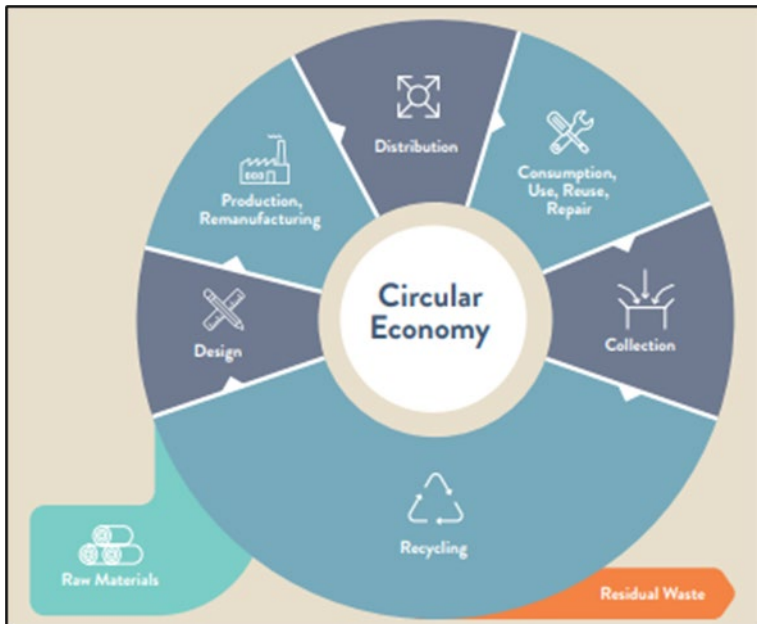 Circular
Economy
Distribution
Consumption,
Use, Reuse,
Repair
Collection
Recycling
Residual Waste
Raw Materials
Design
Production,
Remanufacturing